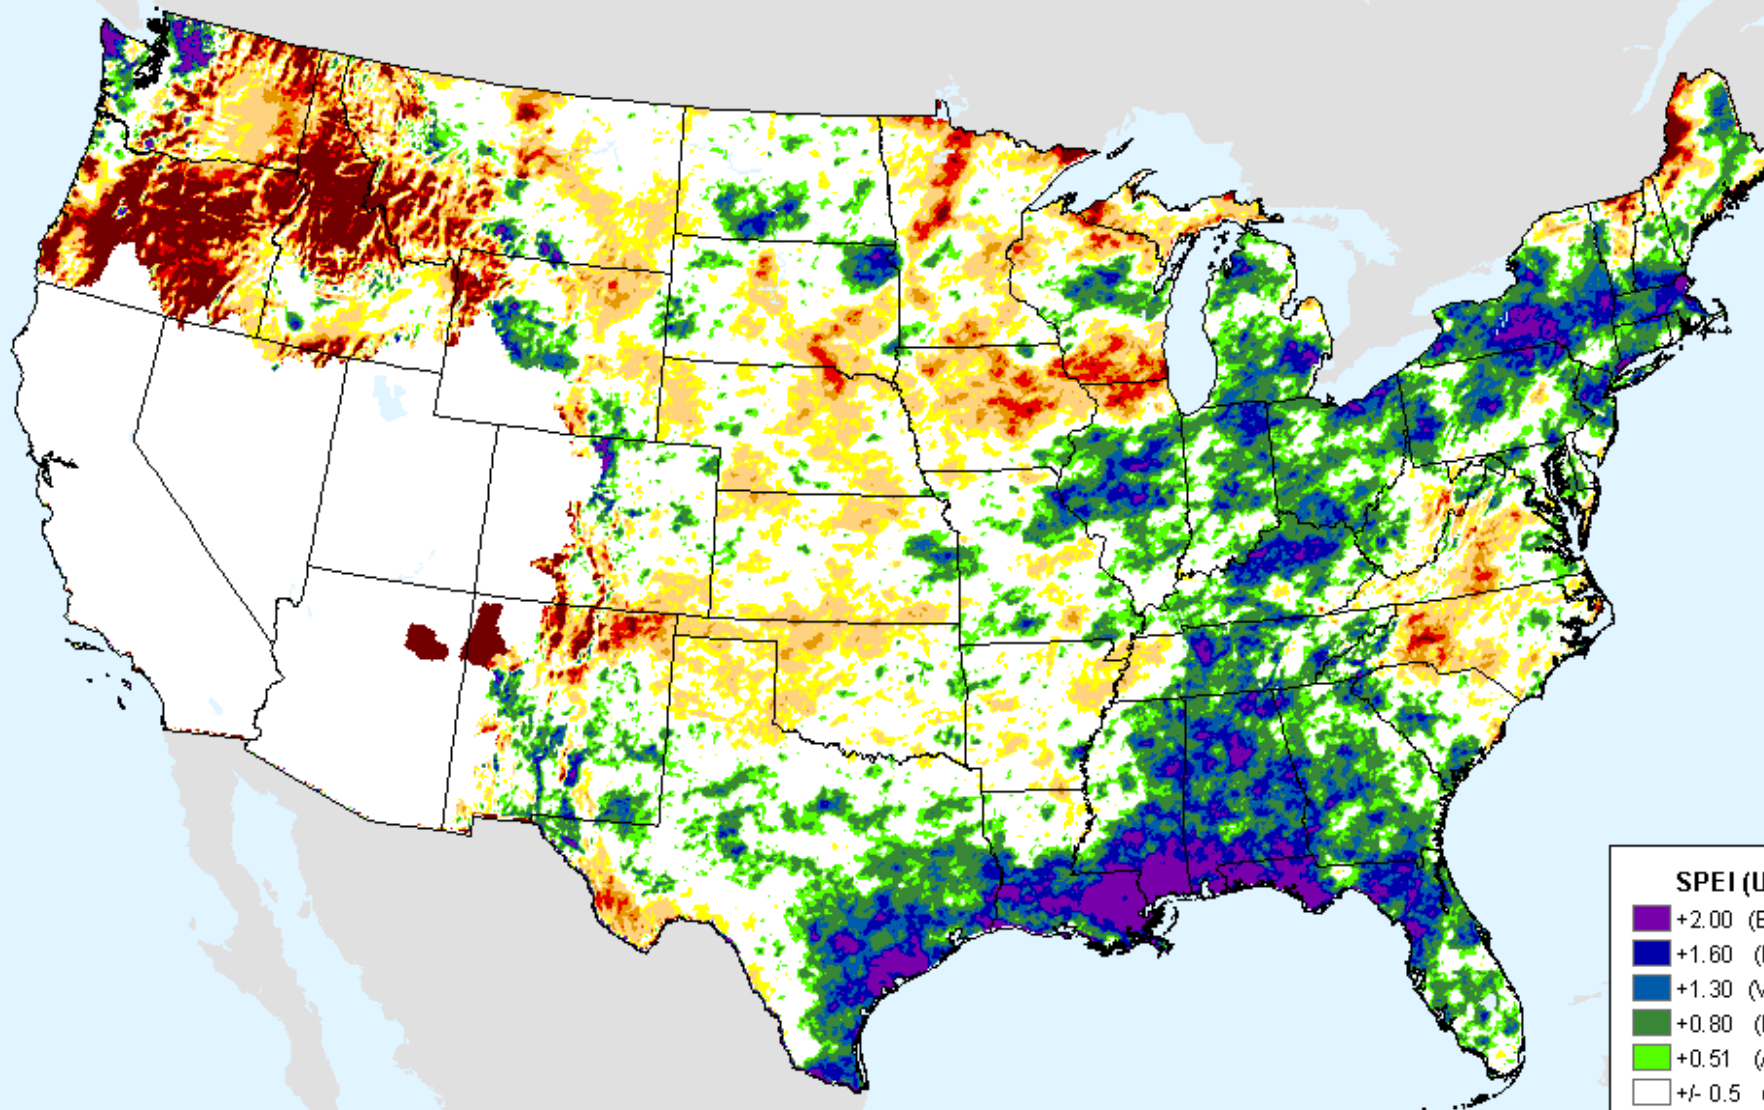 SPEI (U
+2.00 (E
+1.60 (
+1.30 (V
+0.80 (
+0.51 (
+/- 0.5